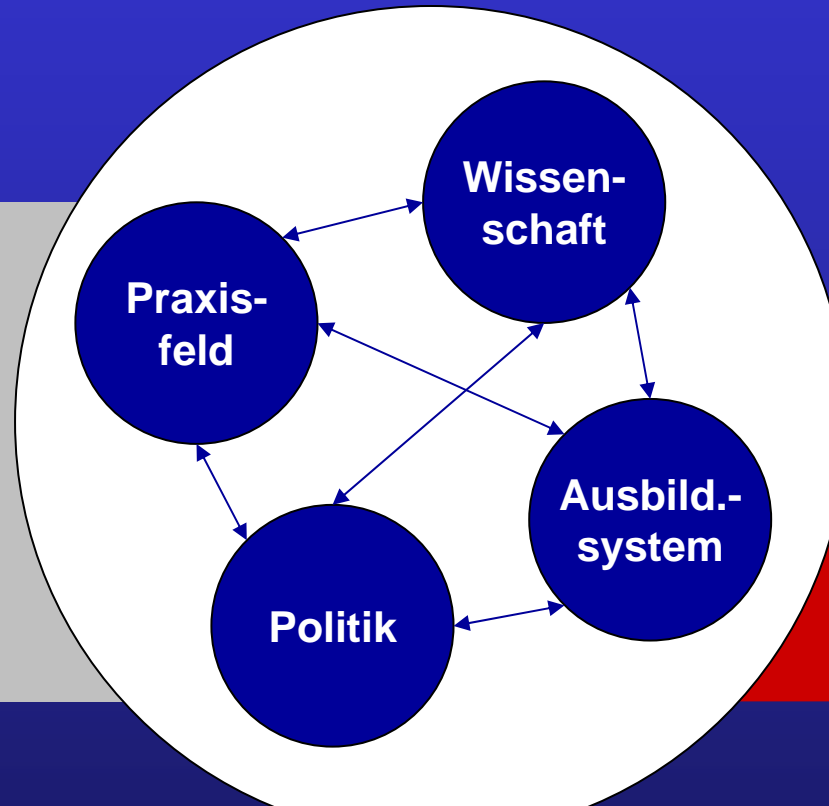 Wissen-
schaft
Praxis-
feld
Ausbild.-
system
Politik